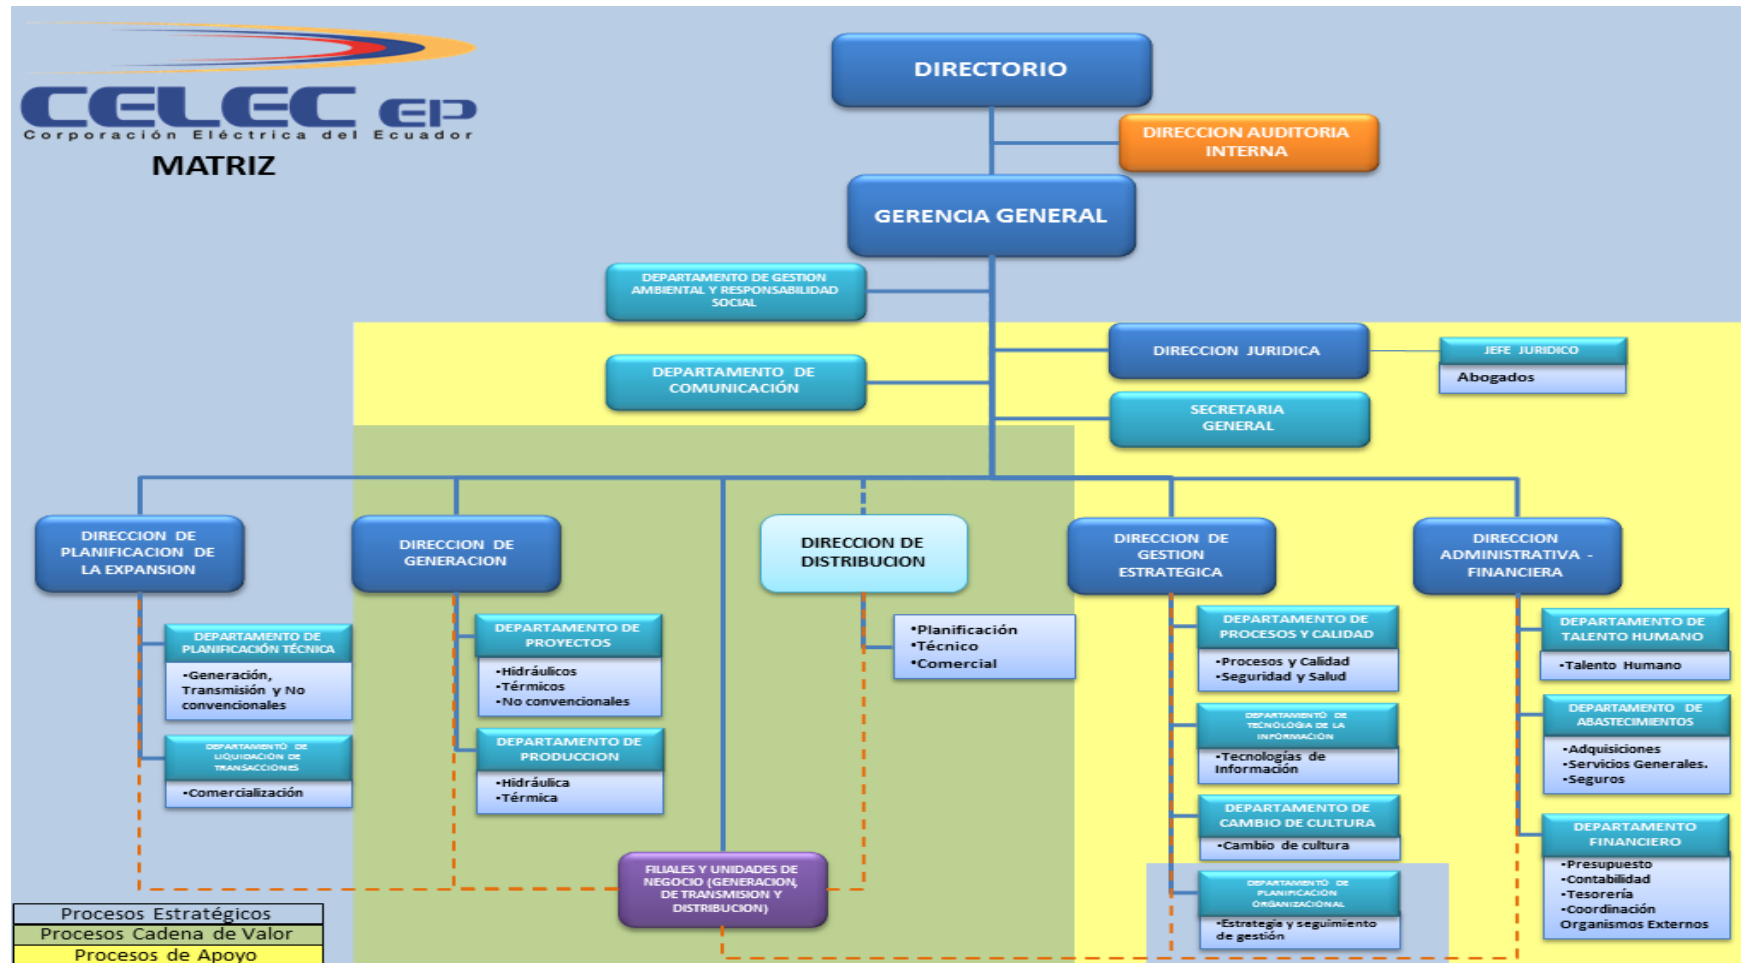 CELEC EP
Corporación Eléctrica del Ecuador
MATRIZ
DIRECTORIO
DIRECCION AUDITORIA
INTERNA
GERENCIA GENERAL
DEPARTAMENTO DE GESTION
AMBIENTAL Y RESPONSABILIDAD
SOCIAL
DIRECCION JURIDICA
JEFE JURIDICO
Abogados
DEPARTAMENTO DE
COMUNICACIÓN
SECRETARIA
GENERAL
DIRECCION DE
PLANIFICACION DE
LA EXPANSION
DEPARTAMENTO DE
PLANIFICACIÓN TÉCNICA
•Generación,
Transmisión y No
convencionales
DEPARTAMENTO DE
LIQUIDACIÓN DE
TRANSACCIONES
•Comercialización
DIRECCION DE
GENERACION
DEPARTAMENTO DE
PROYECTOS
•Hidráulicos
•Térmicos
•No convencionales
DEPARTAMENTO DE
PRODUCCION
•Hidráulica
•Térmica
DIRECCION DE
DISTRIBUCION
•Planificación
•Técnico
•Comercial
FILIALES Y UNIDADES DE
NEGOCIO (GENERACION,
DE TRANSMISION Y
DISTRIBUCION)
DIRECCION DE
GESTION
ESTRATEGICA
DEPARTAMENTO DE
PROCESOS Y CALIDAD
•Procesos y Calidad
•Seguridad y Salud
DEPARTAMENTO DE
TECNOLOGIA DE LA
INFORMACIÓN
•Tecnologías de
Información
DEPARTAMENTO DE
CAMBIO DE CULTURA
•Cambio de cultura
DEPARTAMENTO DE
PLANIFICACIÓN
ORGANIZACIONAL
•Estrategia y seguimiento
de gestión
DIRECCION
ADMINISTRATIVA -
FINANCIERA
DEPARTAMENTO DE
TALENTO HUMANO
•Talento Humano
DEPARTAMENTO DE
ABASTECIMIENTOS
•Adquisiciones
•Servicios Generales.
•Seguros
DEPARTAMENTO
FINANCIERO
•Presupuesto
•Contabilidad
•Tesorería
•Coordinación
Organismos Externos
Procesos Estratégicos
Procesos Cadena de Valor
Procesos de Apoyo